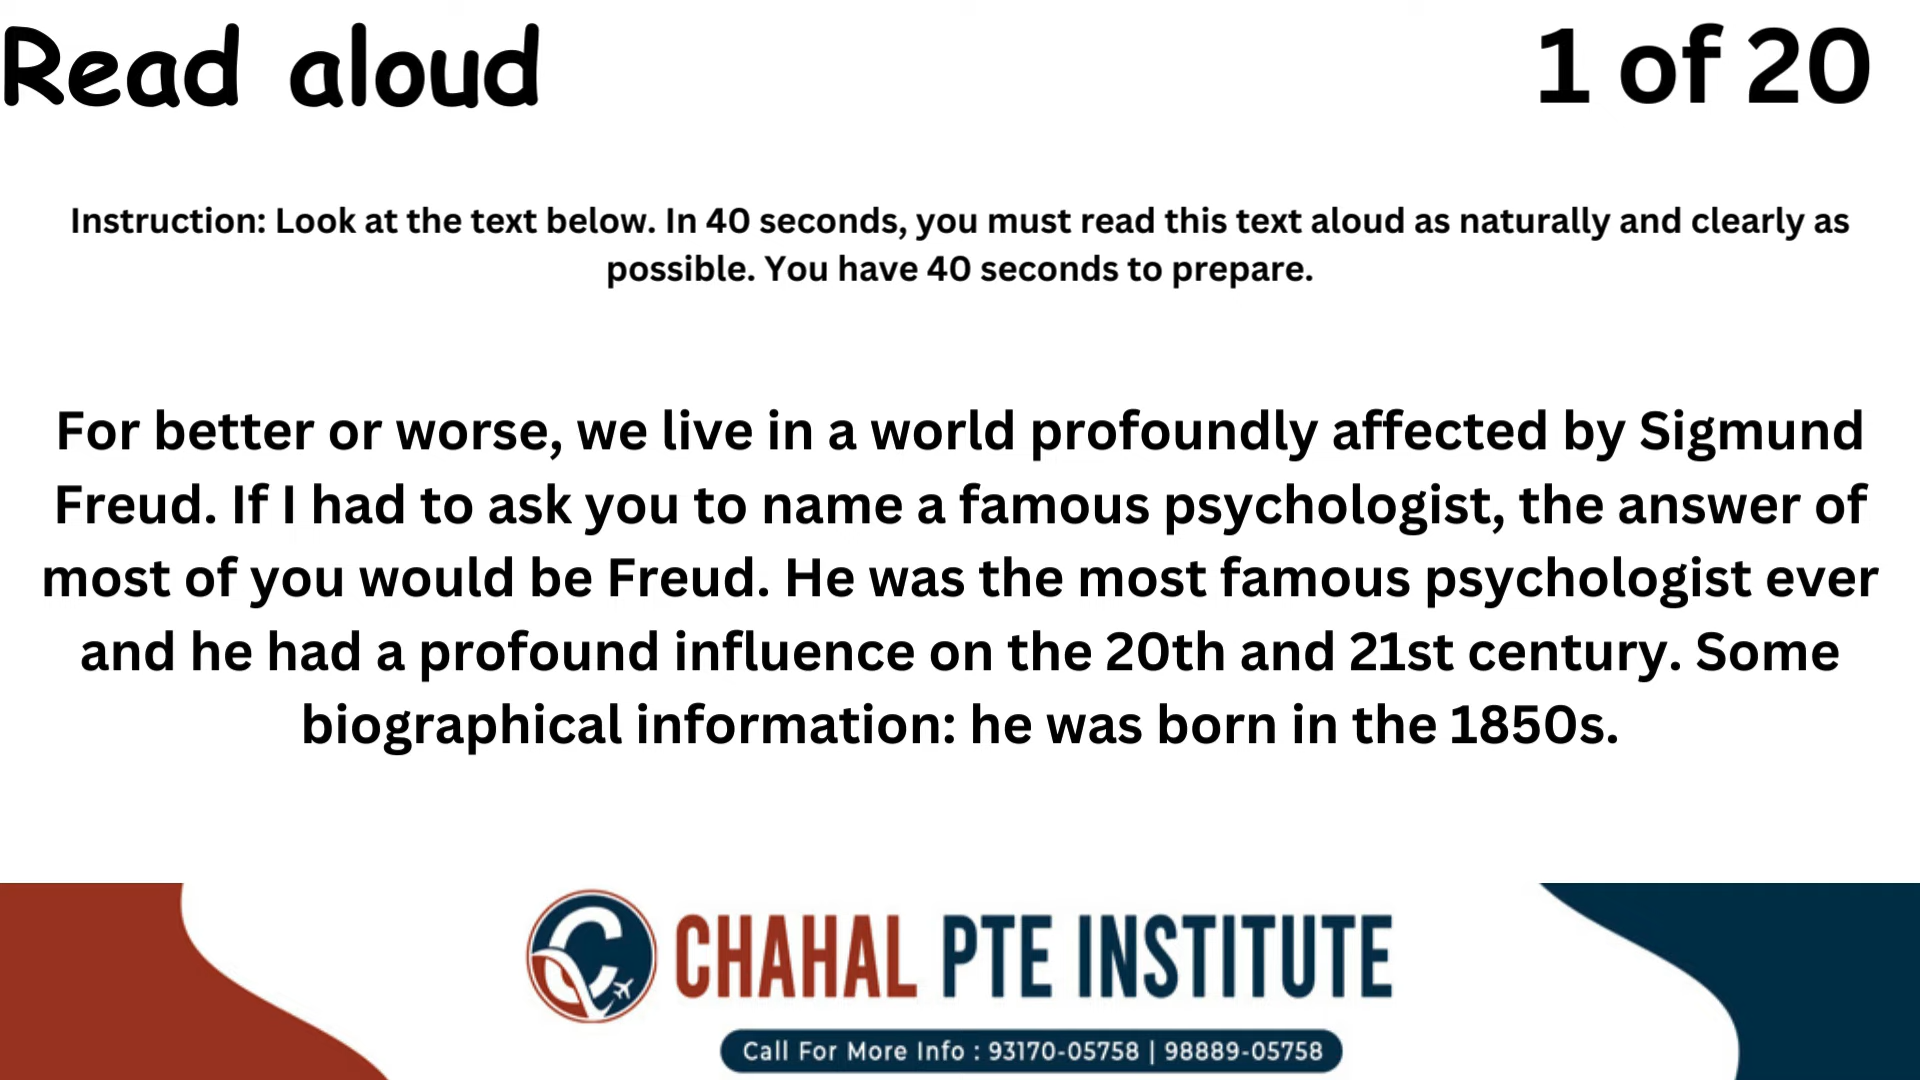 Read aloud
1 of 20
Instruction: Look at the text below. In 40 seconds, you must read this text aloud as naturally and clearly as
possible. You have 40 seconds to prepare.
For better or worse, we live in a world profoundly affected by Sigmund
Freud. If I had to ask you to name a famous psychologist, the answer of
most of you would be Freud. He was the most famous psychologist ever
and he had a profound influence on the 20th and 21st century. Some
biographical information: he was born in the 1850s.
CHAHAL PTE INSTITUTE
Call For More Info : 93170-05758 | 98889-05758